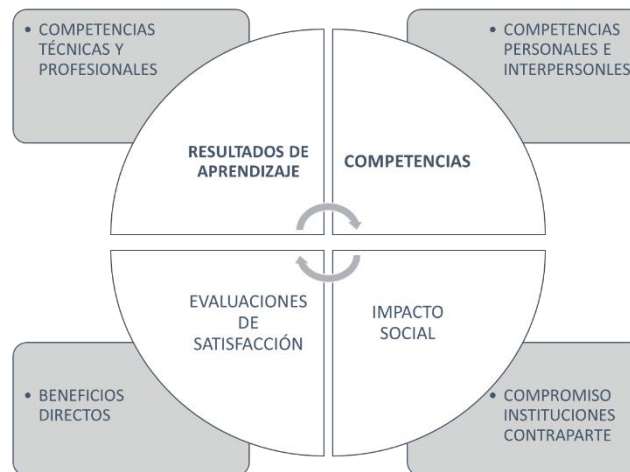 • COMPETENCIAS
TÉCNICAS Y
PROFESIONALES
• COMPETENCIAS
PERSONALES E
INTERPERSONLES
RESULTADOS DE
APRENDIZAJE
COMPETENCIAS
EVALUACIONES
DE
SATISFACCIÓN
IMPACTO
SOCIAL
• BENEFICIOS
DIRECTOS
• COMPROMISO
INSTITUCIONES
CONTRAPARTE